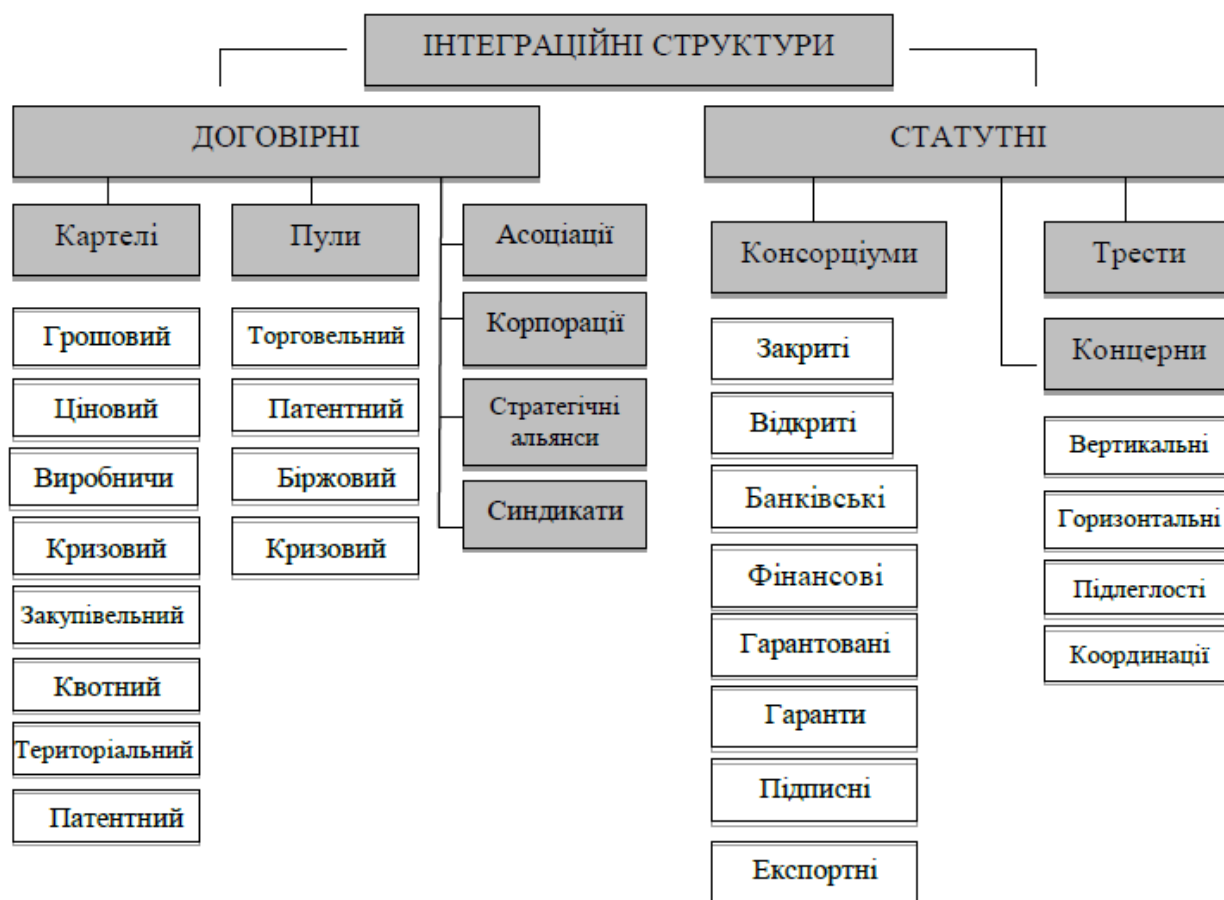 ІНТЕГРАЦІЙНІ СТРУКТУРИ
ДОГОВІРНІ
СТАТУТНІ
Картелі
Грошовий
Ціновий
Виробничи
Кризовий
Закупівельний
Квотний
Територіальний
Патентний
Пули
Торговельний
Патентний
Біржовий
Кризовий
Асоціації
Корпорації
Стратегічні
альянси
Синдикати
Консорціуми
Закриті
Відкриті
Банківські
Фінансові
Гарантовані
Гаранти
Підписні
Експортні
Трести
Концерни
Вертикальні
Горизонтальні
Підлеглості
Координації